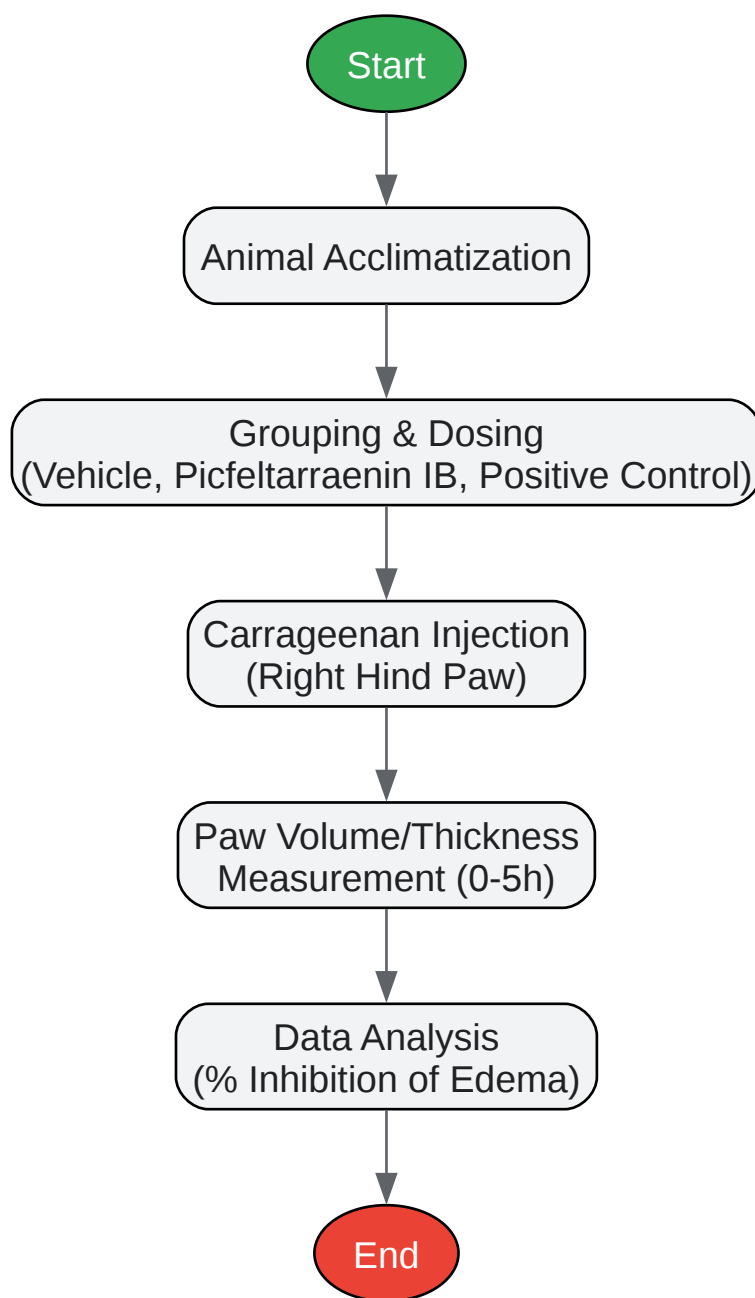 Start
Animal Acclimatization
Grouping & Dosing
(Vehicle, Picfeltarraenin IB, Positive Control)
Carrageenan Injection
(Right Hind Paw)
Paw Volume/Thickness
Measurement (0-5h)
Data Analysis
(% Inhibition of Edema)
End